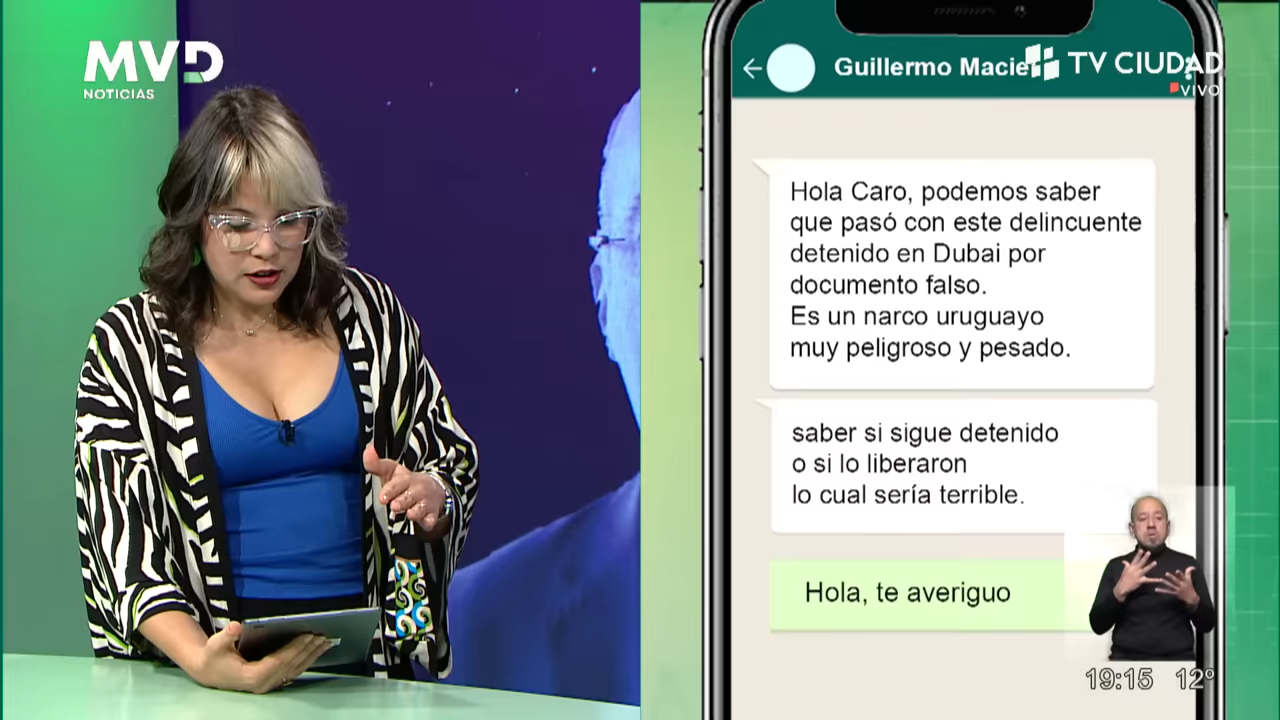 MVD
NOTICIAS
Guillermo Macie
TV CIUDAD
VIVO
Hola Caro, podemos saber
que pasó con este delincuente
detenido en Dubai por
documento falso.
Es un narco uruguayo
muy peligroso y pesado.
saber si sigue detenido
o si lo liberaron
lo cual sería terrible.
Hola, te averiguo
19:15 12º